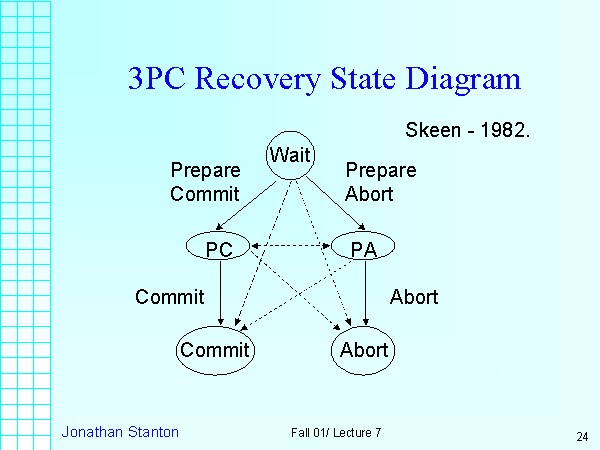 3PC Recovery State Diagram
Skeen - 1982.
Wait
Prepare
Commit
Prepare
Abort
PC
PA
Commit
Abort
Commit
Abort
Jonathan Stanton
Fall 01/ Lecture 7
24